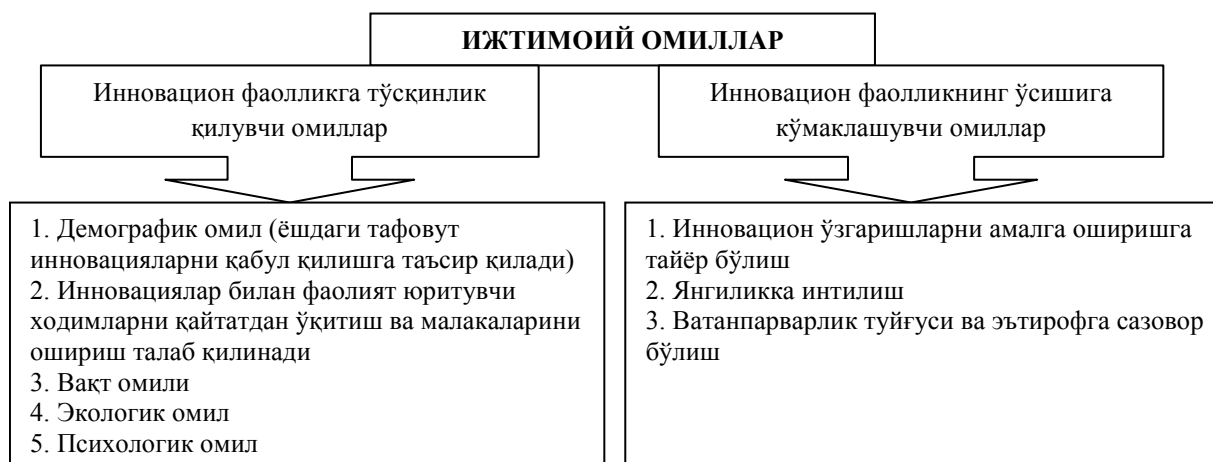 ИЖТИМОИЙ ОМИЛЛАР
Инновацион фаолликга тўсқинлик
қилувчи омиллар
Инновацион фаолликнинг ўсишига
кўмаклашувчи омиллар
1. Демографик омил (ёшдаги тафовут
инновацияларни қабул қилишга таъсир қилади)
2. Инновациялар билан фаолият юритувчи
ходимларни қайтатдан ўқитиш ва малакаларини
ошириш талаб қилинади
3. Вақт омили
4. Экологик омил
5. Психологик омил
1. Инновацион ўзгаришларни амалга оширишга
тайёр бўлиш
2. Янгиликка интилиш
3. Ватанпарварлик туйғуси ва эътирофга сазовор
бўлиш